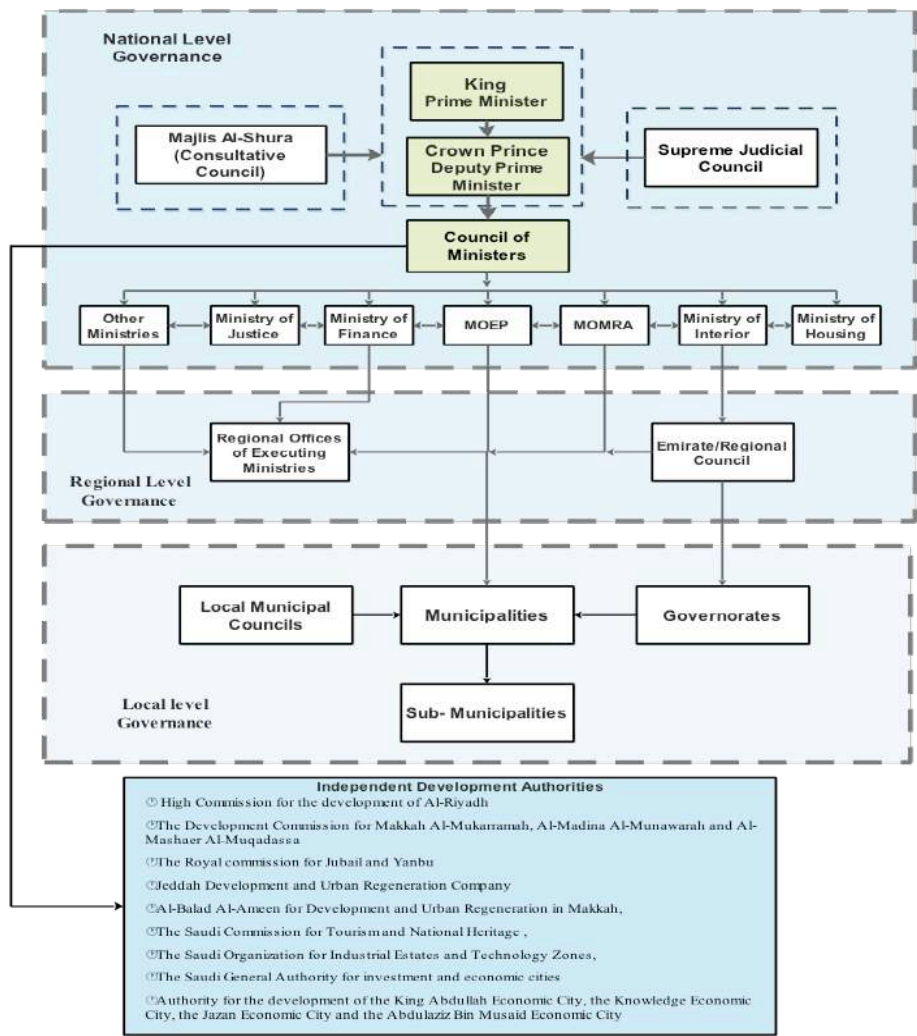 National Level
Governance
King
Prime Minister
Majlis Al-Shura
(Consultative
Council)
Crown Prince
Deputy Prime
Minister
Supreme Judicial
Council
Council of
Ministers
Other
Ministries
Ministry of
Justice
Ministry of
Finance
MOEP
MOMRA
Ministry of
Interior
Ministry of
Housing
Regional Offices
of Executing
Ministries
Emirate/Regional
Council
Regional Level
Governance
Local Municipal
Councils
Municipalities
Governorates
Sub- Municipalities
Local level
Governance
Independent Development Authorities
High Commission for the development of Al-Riyadh
The Development Commission for Makkah Al-Mukarramah, Al-Madina Al-Munawarah and Al-
Mashaer Al-Muqadassa
The Royal commission for Jubail and Yanbu
Jeddah Development and Urban Regeneration Company
Al-Balad Al-Ameen for Development and Urban Regeneration in Makkah,
The Saudi Commission for Tourism and National Heritage ,
The Saudi Organization for Industrial Estates and Technology Zones,
The Saudi General Authority for investment and economic cities
Authority for the development of the King Abdullah Economic City, the Knowledge Economic
City, the Jazan Economic City and the Abdulaziz Bin Musaid Economic City